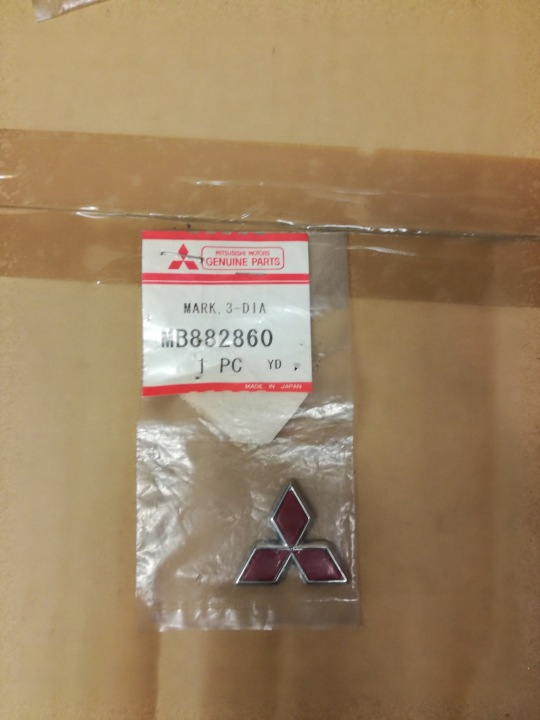 MITSUBISHI MOTORS
GENUINE PARTS
MARK, 3-DIA
MB882860
1 PC YD
MADE IN JAPAN